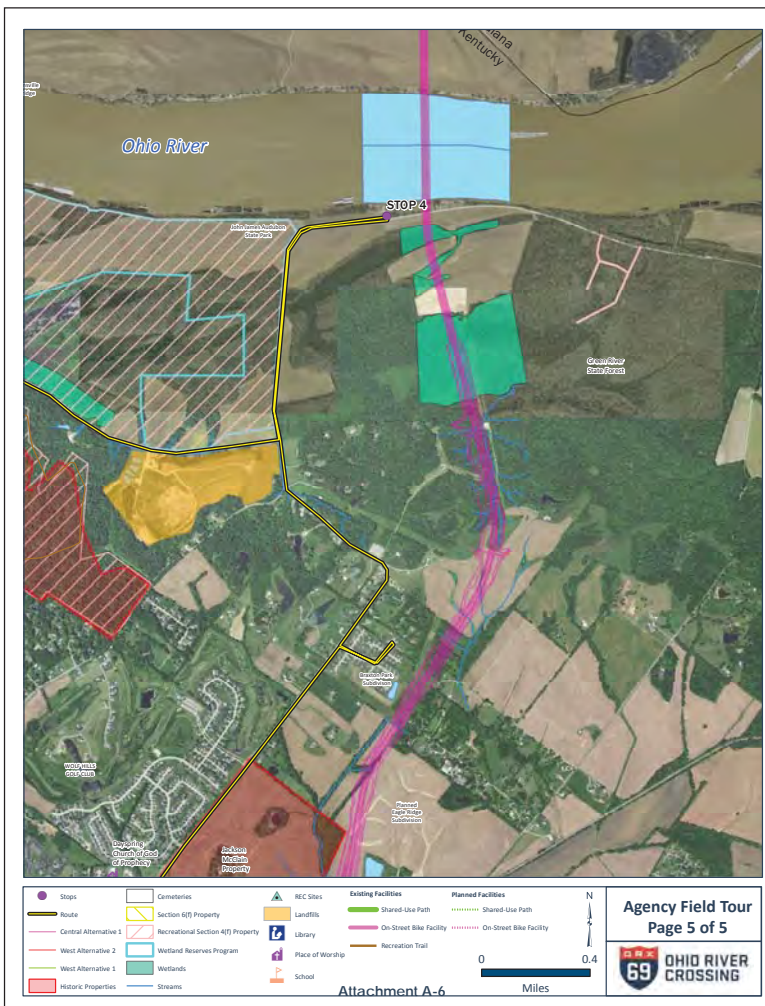 Indiana
Kentucky
Ohio River
STOP 4
John James Audubon
State Park
Green River
State Forest
Braxton Park
Subdivison
WOLF HILLS
GOLF CLUB
Planned
Eagle Ridge
Subdivision
Dayspring
Church of God
of Prophecy
Jackson
McClain
Property
Stops
Route
Central Alternative 1
West Alternative 2
West Alternative 1
Historic Properties
Cemeteries
Section 6(f) Property
Recreational Section 4(f) Property
Wetland Reserves Program
Wetlands
Streams
REC Sites
Landfills
Library
Place of Worship
School
Existing Facilities
Shared-Use Path
On-Street Bike Facility
Recreation Trail
Planned Facilities
Shared-Use Path
On-Street Bike Facility
N
0 0.4
Miles
Attachment A-6
Agency Field Tour
Page 5 of 5
ORX
69
OHIO RIVER
CROSSING